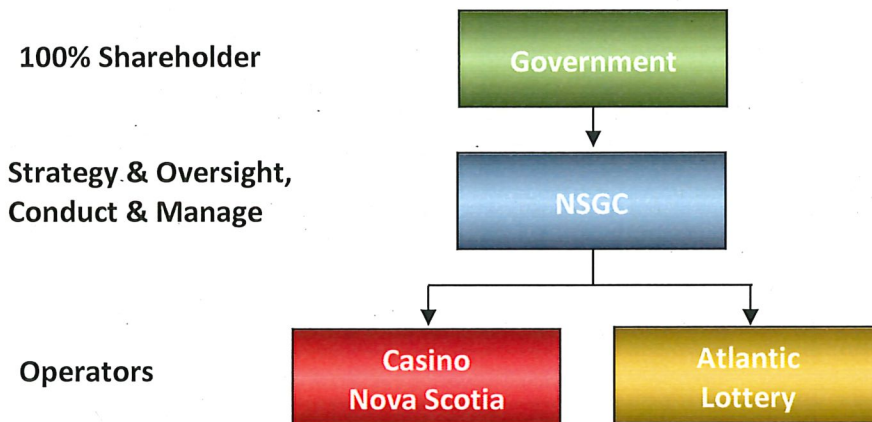 100% Shareholder
Government
Strategy & Oversight,
Conduct & Manage
NSGC
Operators
Casino
Nova Scotia
Atlantic
Lottery